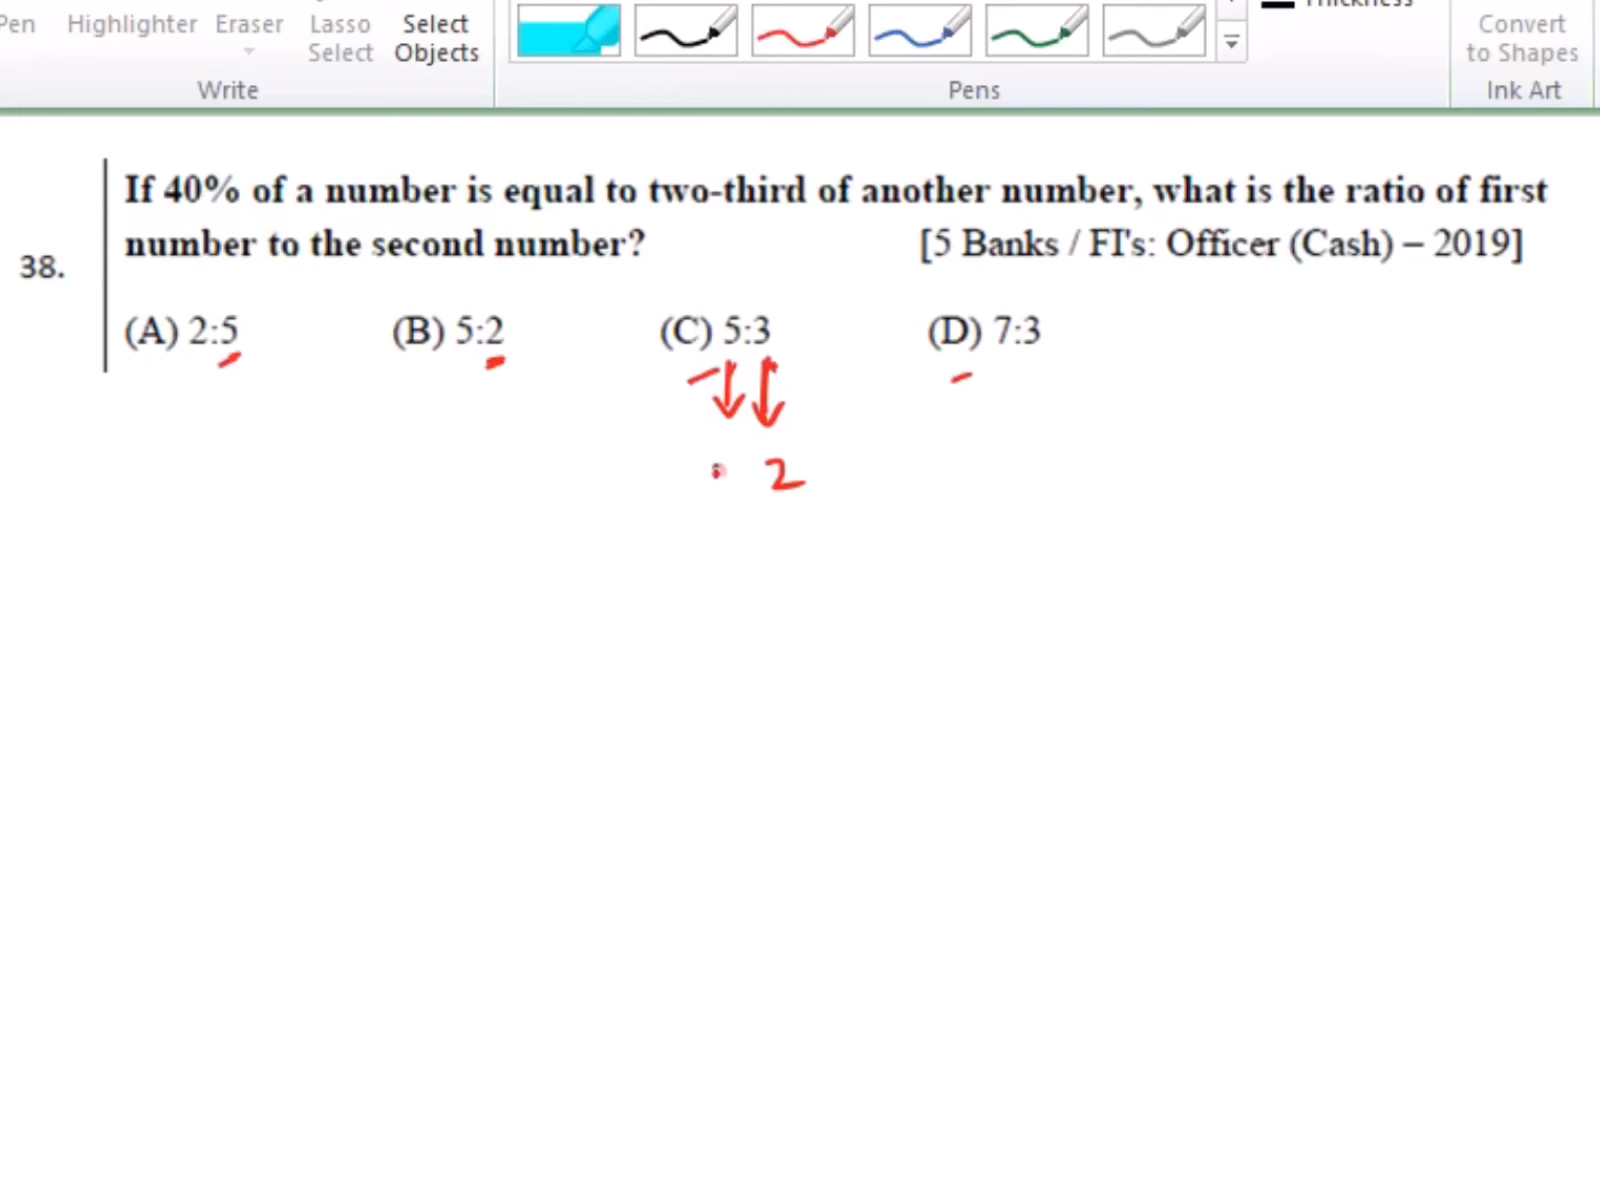 Pen Highlighter Eraser Lasso Select Select Objects
Convert to Shapes
Write Pens Ink Art
If 40% of a number is equal to two-third of another number, what is the ratio of first
38. number to the second number? [5 Banks / FI's: Officer (Cash) – 2019]
(A) 2:5 (B) 5:2 (C) 5:3 (D) 7:3
2